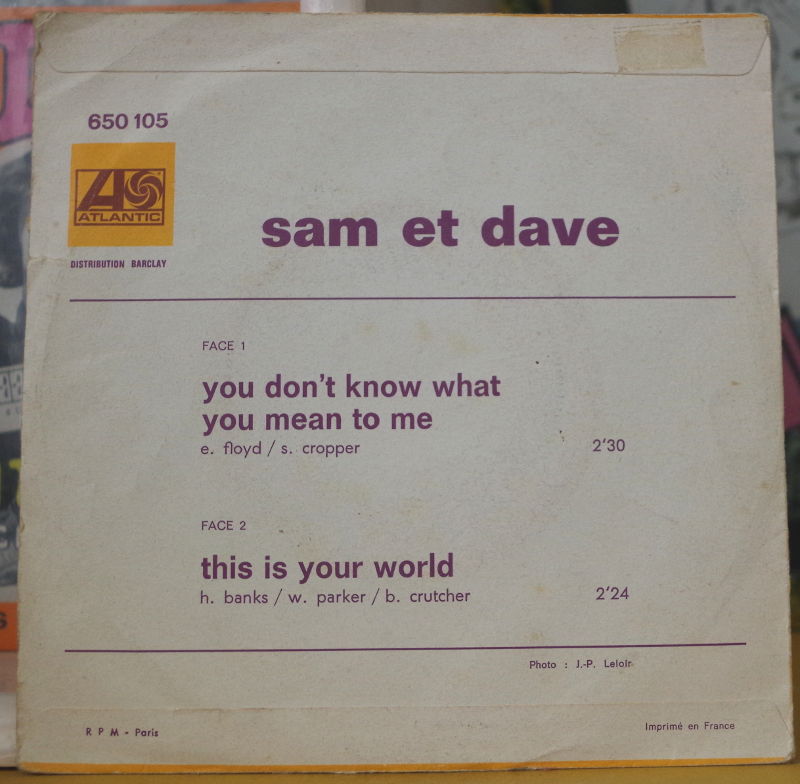 650 105
ATLANTIC
DISTRIBUTION BARCLAY
sam et dave
FACE 1
you don't know what
you mean to me
e. floyd / s. cropper 2'30
FACE 2
this is your world
h. banks / w. parker / b. crutcher 2'24
Photo : J.-P. Leloir
R P M - Paris
Imprimé en France